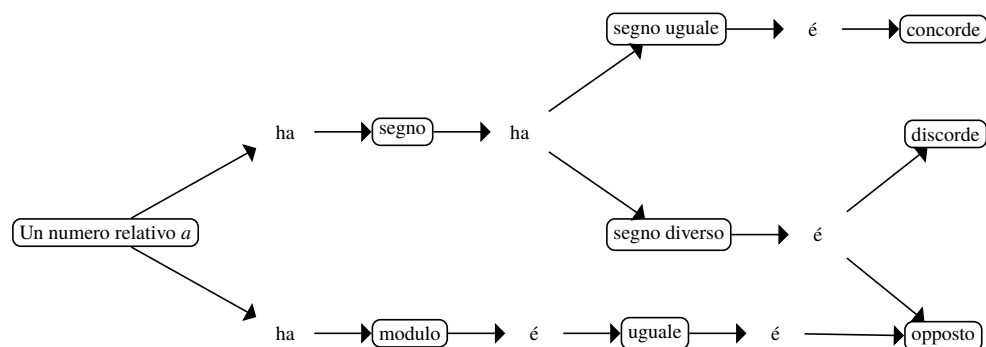 segno uguale é concorde
ha segno ha discorde
Un numero relativo a segno diverso é
ha modulo é uguale é opposto